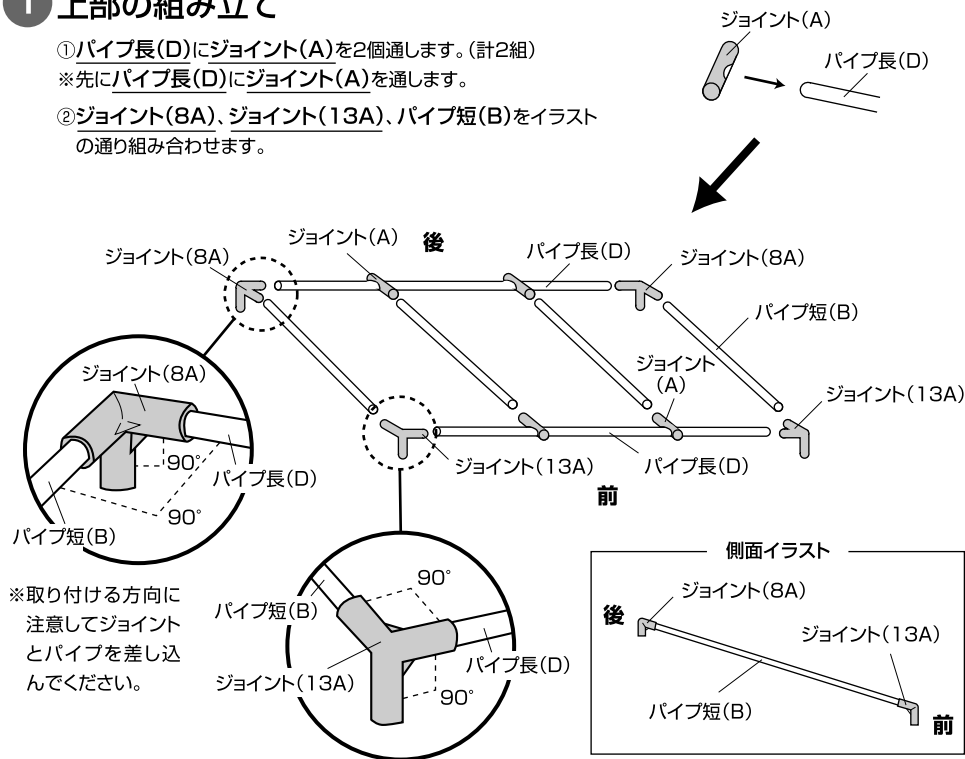 1 上部の組み立て
①パイプ長(D)にジョイント(A)を2個通します。(計2組)
※先にパイプ長(D)にジョイント(A)を通します。
②ジョイント(8A)、ジョイント(13A)、パイプ短(B)をイラスト
の通り組み合わせます。
ジョイント(A)
パイプ長(D)
ジョイント(8A)
ジョイント(A)
後
パイプ長(D)
ジョイント(8A)
パイプ短(B)
ジョイント
(A)
ジョイント(13A)
ジョイント(13A)
パイプ長(D)
前
ジョイント(8A)
90°
パイプ長(D)
90°
パイプ短(B)
※取り付ける方向に
注意してジョイント
とパイプを差し込
んでください。
90°
パイプ短(B)
パイプ長(D)
ジョイント(13A)
90°
側面イラスト
ジョイント(8A)
後
ジョイント(13A)
パイプ短(B)
前